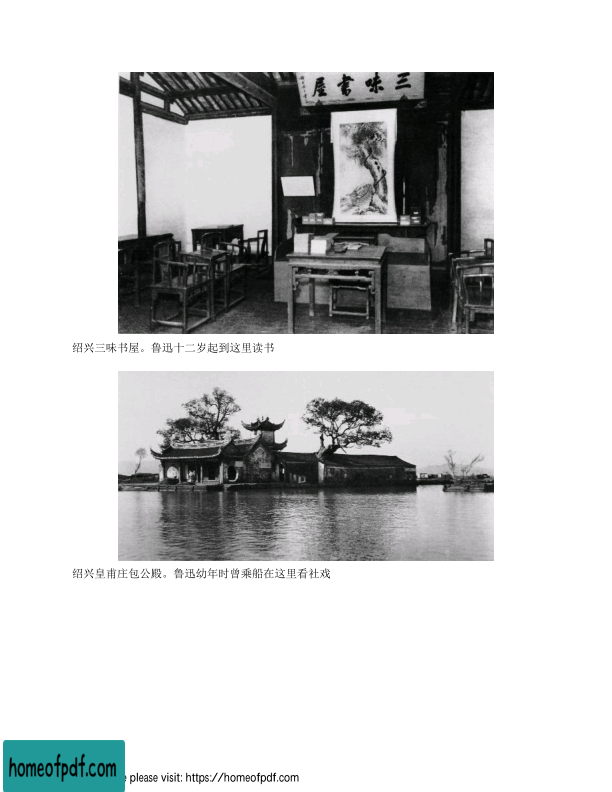 三味書屋
绍兴三味书屋。鲁迅十二岁起到这里读书
绍兴皇甫庄包公殿。鲁迅幼年时曾乘船在这里看社戏
homeofpdf.com
please visit: https://homeofpdf.com